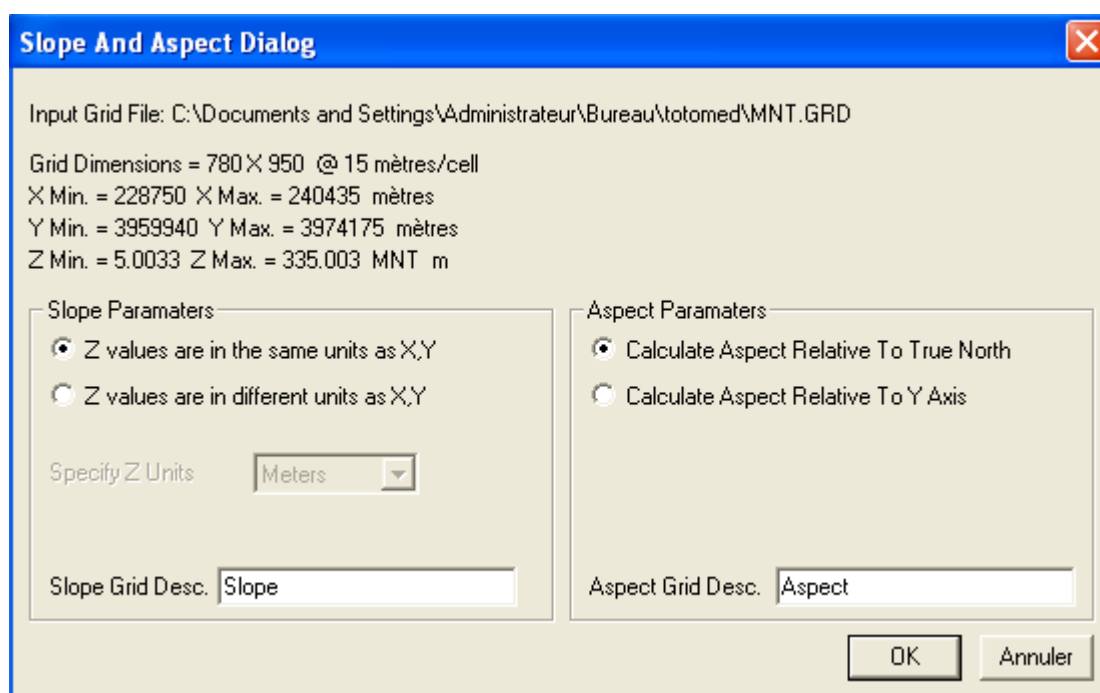 Slope And Aspect Dialog
Input Grid File: C:\Documents and Settings\Administrateur\Bureau\totomed\MNT.GRD
Grid Dimensions = 780 X 950 @ 15 mètres/cell
X Min. = 228750 X Max. = 240435 mètres
Y Min. = 3959940 Y Max. = 3974175 mètres
Z Min. = 5.0033 Z Max. = 335.003 MNT m
Slope Paramaters
Z values are in the same units as X,Y
Z values are in different units as X,Y
Specify Z Units Meters
Slope Grid Desc. Slope
Aspect Paramaters
Calculate Aspect Relative To True North
Calculate Aspect Relative To Y Axis
Aspect Grid Desc. Aspect
OK Annuler